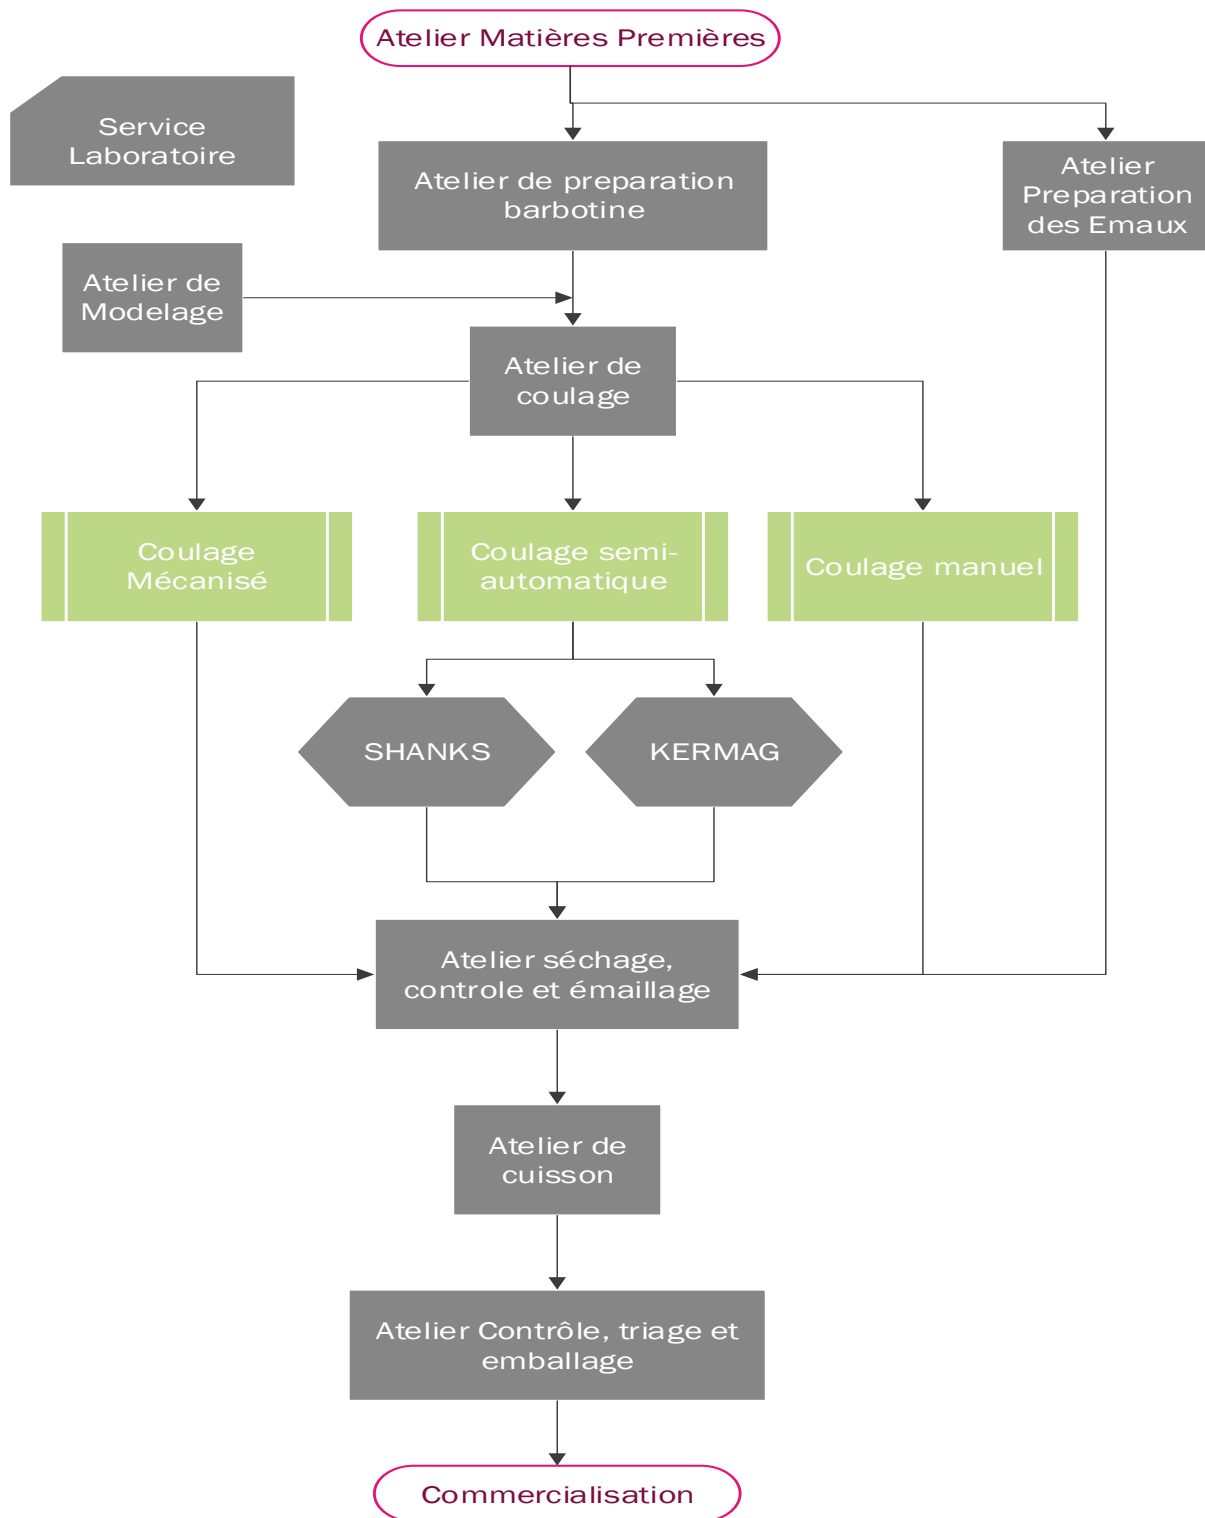 Atelier Matières Premières
Service
Laboratoire
Atelier de preparation
barbotine
Atelier
Preparation
des Emaux
Atelier de
Modelage
Atelier de
coulage
Coulage
Mécanisé
Coulage semi-
automatique
Coulage manuel
SHANKS
KERMAG
Atelier séchage,
controle et émaillage
Atelier de
cuisson
Atelier Contrôle, triage et
emballage
Commercialisation